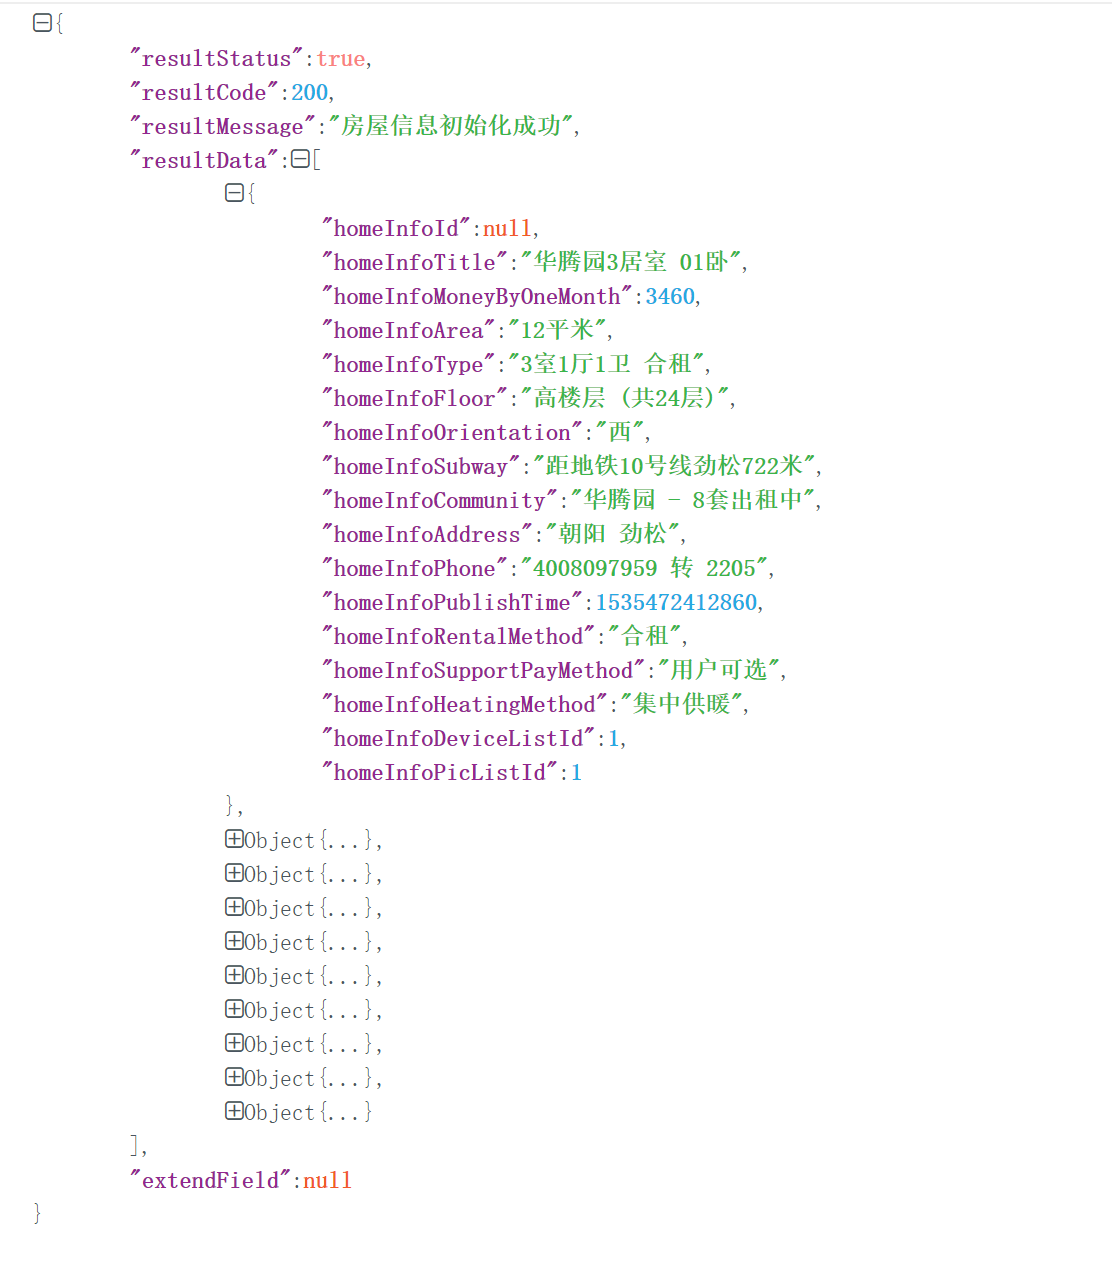 {
"resultStatus":true,
"resultCode":200,
"resultMessage":"房屋信息初始化成功",
"resultData":[
{
"homeInfoId":null,
"homeInfoTitle":"华腾园3居室 01卧",
"homeInfoMoneyByOneMonth":3460,
"homeInfoArea":"12平米",
"homeInfoType":"3室1厅1卫 合租",
"homeInfoFloor":"高楼层 (共24层)",
"homeInfoOrientation":"西",
"homeInfoSubway":"距地铁10号线劲松722米",
"homeInfoCommunity":"华腾园 - 8套出租中",
"homeInfoAddress":"朝阳 劲松",
"homeInfoPhone":"4008097959 转 2205",
"homeInfoPublishTime":1535472412860,
"homeInfoRentalMethod":"合租",
"homeInfoSupportPayMethod":"用户可选",
"homeInfoHeatingMethod":"集中供暖",
"homeInfoDeviceListId":1,
"homeInfoPicListId":1
},
Object{...},
Object{...},
Object{...},
Object{...},
Object{...},
Object{...},
Object{...},
Object{...},
Object{...}
],
"extendField":null
}